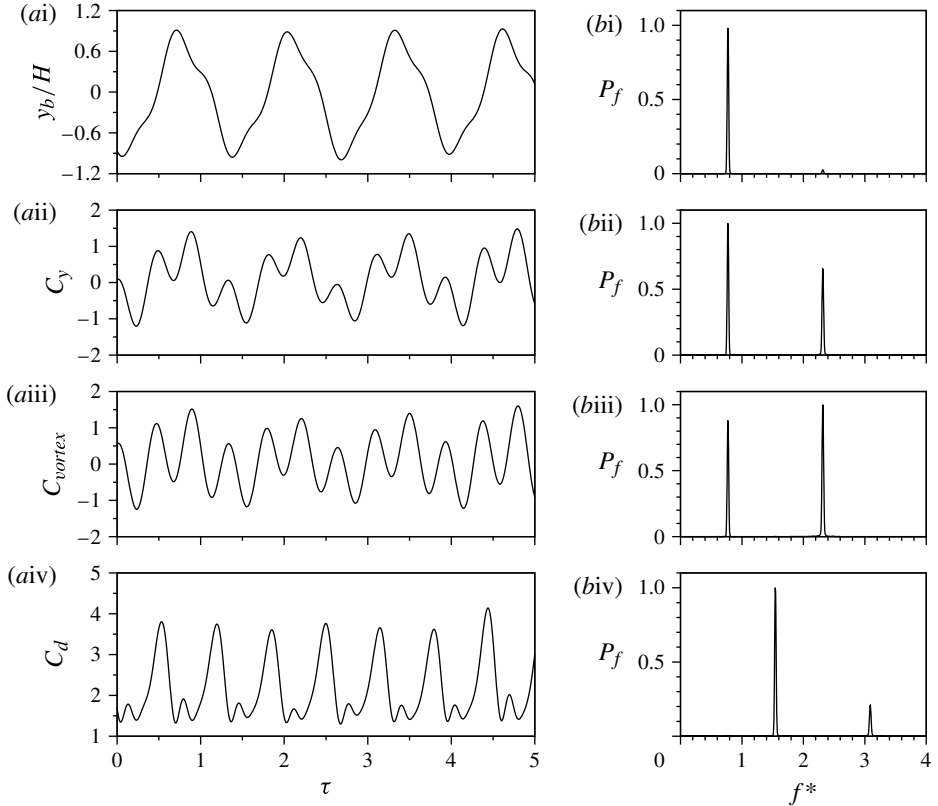 (ai)
1.2
0.6
0
–0.6
–1.2
y_b/H
τ
(bi)
1.0
0.5
0
P_f
(aii)
2
1
0
–1
–2
C_y
(bii)
1.0
0.5
0
P_f
(aiii)
2
1
0
–1
–2
C_vortex
(biii)
1.0
0.5
0
P_f
(aiv)
5
4
3
2
1
C_d
0 1 2 3 4 5
τ
(biv)
1.0
0.5
P_f
0 1 2 3 4
f*